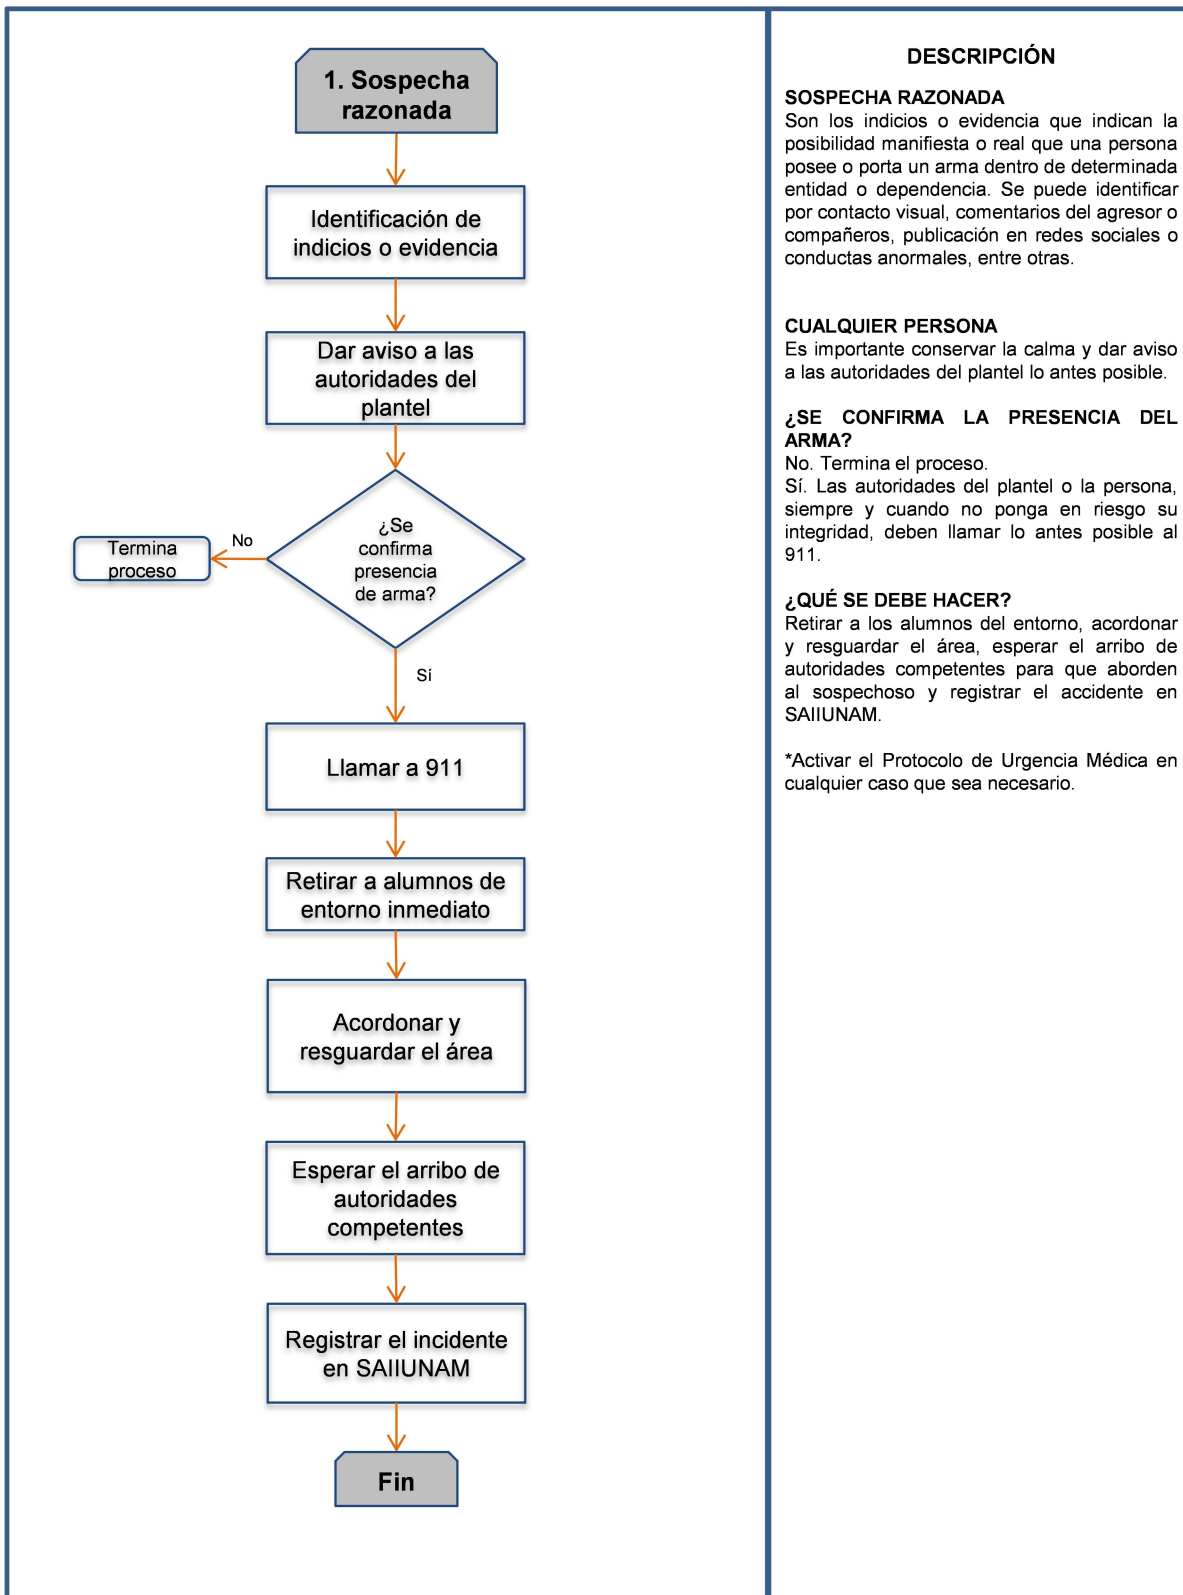 1. Sospecha
razonada
Identificación de
indicios o evidencia
Dar aviso a las
autoridades del
plantel
¿Se
confirma
presencia
de arma?
No
Termina
proceso
Sí
Llamar a 911
Retirar a alumnos de
entorno inmediato
Acordonar y
resguardar el área
Esperar el arribo de
autoridades
competentes
Registrar el incidente
en SAIIUNAM
Fin
DESCRIPCIÓN
SOSPECHA RAZONADA
Son los indicios o evidencia que indican la
posibilidad manifiesta o real que una persona
posee o porta un arma dentro de determinada
entidad o dependencia. Se puede identificar
por contacto visual, comentarios del agresor o
compañeros, publicación en redes sociales o
conductas anormales, entre otras.
CUALQUIER PERSONA
Es importante conservar la calma y dar aviso
a las autoridades del plantel lo antes posible.
¿SE CONFIRMA LA PRESENCIA DEL
ARMA?
No. Termina el proceso.
Sí. Las autoridades del plantel o la persona,
siempre y cuando no ponga en riesgo su
integridad, deben llamar lo antes posible al
911.
¿QUÉ SE DEBE HACER?
Retirar a los alumnos del entorno, acordonar
y resguardar el área, esperar el arribo de
autoridades competentes para que aborden
al sospechoso y registrar el accidente en
SAIIUNAM.
*Activar el Protocolo de Urgencia Médica en
cualquier caso que sea necesario.